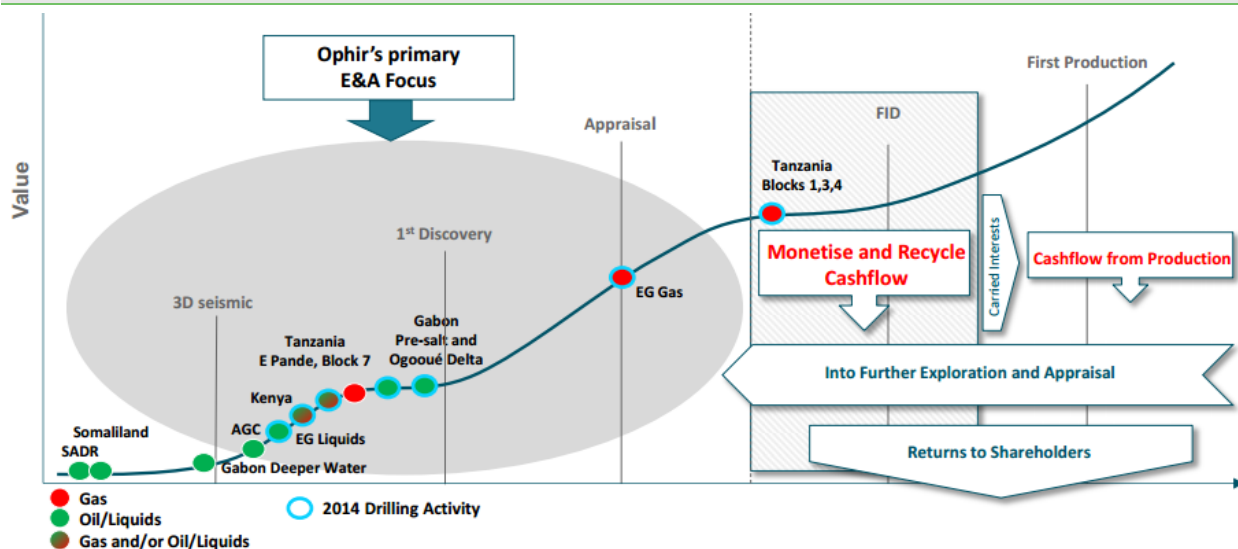 Ophir's primary
E&A Focus
First Production
Appraisal
FID
Value
Tanzania
Blocks 1,3,4
1st Discovery
Monetise and Recycle
Cashflow
Carried Interests
Cashflow from Production
3D seismic
EG Gas
Gabon
Pre-salt and
Ogooué Delta
Tanzania
E Pande, Block 7
Into Further Exploration and Appraisal
Kenya
AGC
EG Liquids
Somaliland
SADR
Gabon Deeper Water
Returns to Shareholders
Gas
Oil/Liquids
Gas and/or Oil/Liquids
2014 Drilling Activity